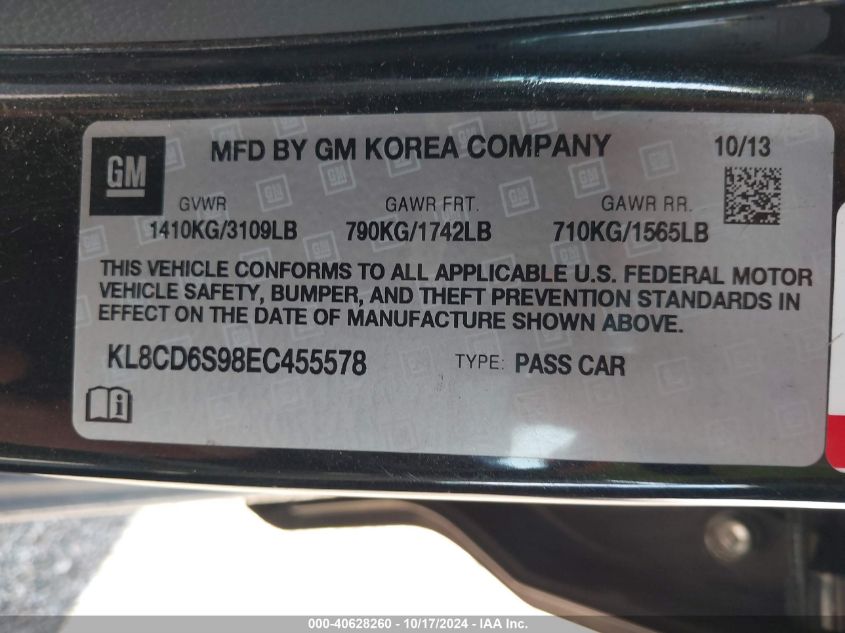 GM
MFD BY GM KOREA COMPANY 10/13
GVWR GAWR FRT. GAWR RR.
1410KG/3109LB 790KG/1742LB 710KG/1565LB
THIS VEHICLE CONFORMS TO ALL APPLICABLE U.S. FEDERAL MOTOR
VEHICLE SAFETY, BUMPER, AND THEFT PREVENTION STANDARDS IN
EFFECT ON THE DATE OF MANUFACTURE SHOWN ABOVE.
KL8CD6S98EC455578 TYPE: PASS CAR
000-40628260 - 10/17/2024 - IAA Inc.